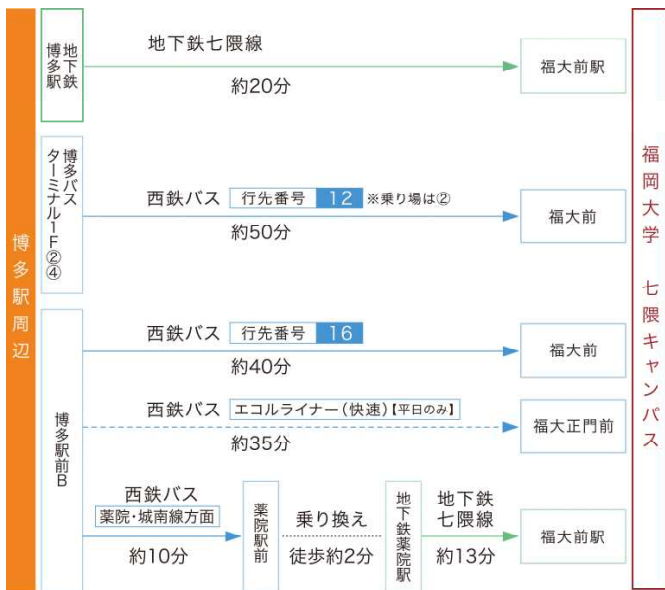 博多駅周辺
地下鉄
博多駅
地下鉄七隈線
約20分
福大前駅
博多バス
ターミナル1F②④
西鉄バス 行先番号 12 ※乗り場は②
約50分
福大前
博多駅前B
西鉄バス 行先番号 16
約40分
福大前
西鉄バス エコルライナー(快速)【平日のみ】
約35分
福大正門前
西鉄バス
薬院・城南線方面
約10分
薬院駅前
乗り換え
徒歩約2分
地下鉄薬院駅
地下鉄
七隈線
約13分
福大前駅
福岡大学 七隈キャンパス